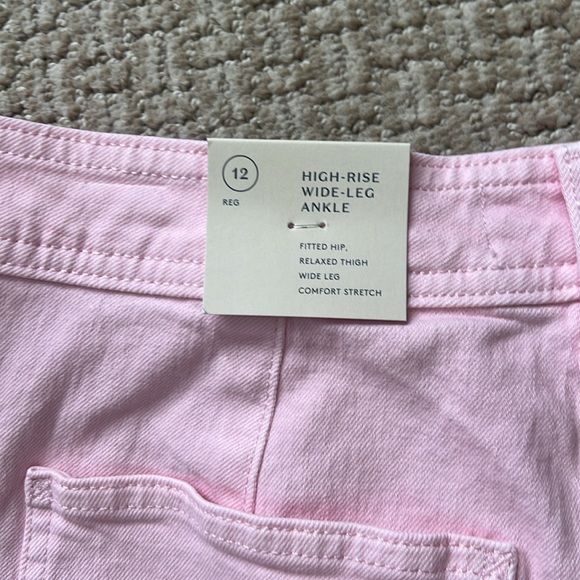 12
REG
HIGH-RISE
WIDE-LEG
ANKLE
FITTED HIP,
RELAXED THIGH
WIDE LEG
COMFORT STRETCH